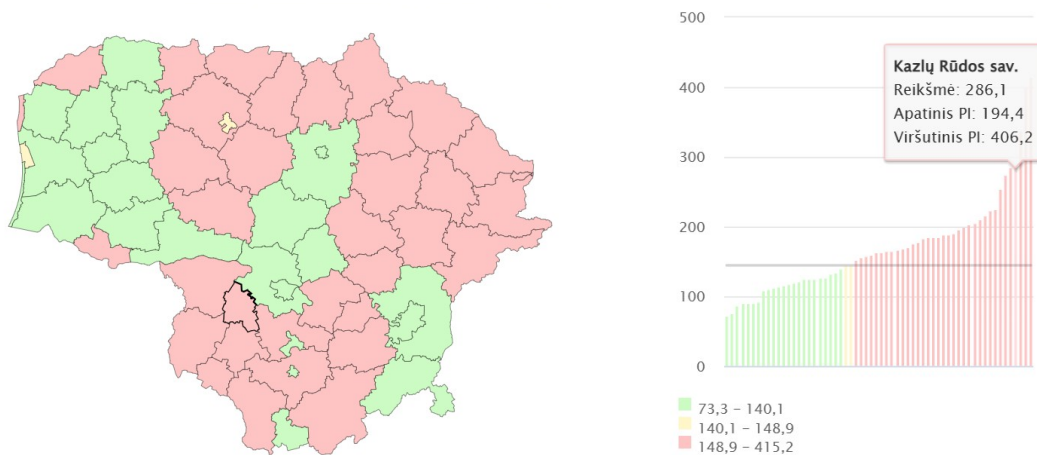 500
400
300
200
100
0
Kazlų Rūdos sav.
Reikšmė: 286,1
Apatinis PI: 194,4
Viršutinis PI: 406,2
73,3 – 140,1
140,1 – 148,9
148,9 – 415,2